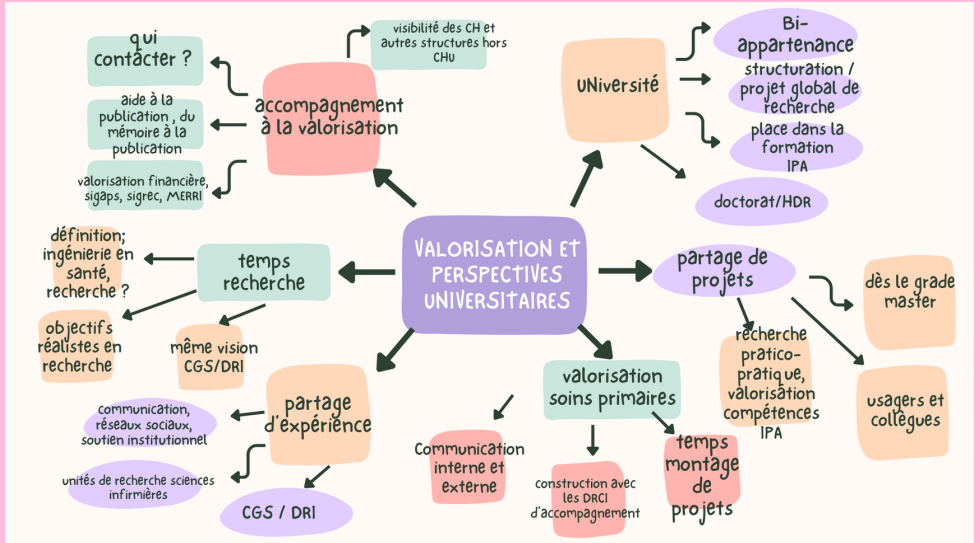 qui
contacter ?
aide à la
publication , du
mémoire à la
publication
valorisation financière,
sigaps, sigrec, MERRI
accompagnement
à la valorisation
visibilité des CH et
autres structures hors
CHU
UNiversité
Bi-
appartenance
structuration /
projet global de
recherche
place dans la
formation
IPA
doctorat/HDR
VALORISATION ET
PERSPECTIVES
UNIVERSITAIRES
définition;
ingénierie en
santé,
recherche ?
temps
recherche
objectifs
réalistes en
recherche
même vision
CGS/DRI
partage de
projets
dès le grade
master
recherche
pratico-
pratique,
valorisation
compétences
IPA
usagers et
collègues
partage
d'expérience
communication,
réseaux sociaux,
soutien institutionnel
unités de recherche sciences
infirmières
CGS / DRI
valorisation
soins primaires
Communication
interne et
externe
construction avec
les DRCI
d'accompagnement
temps
montage
de
projets